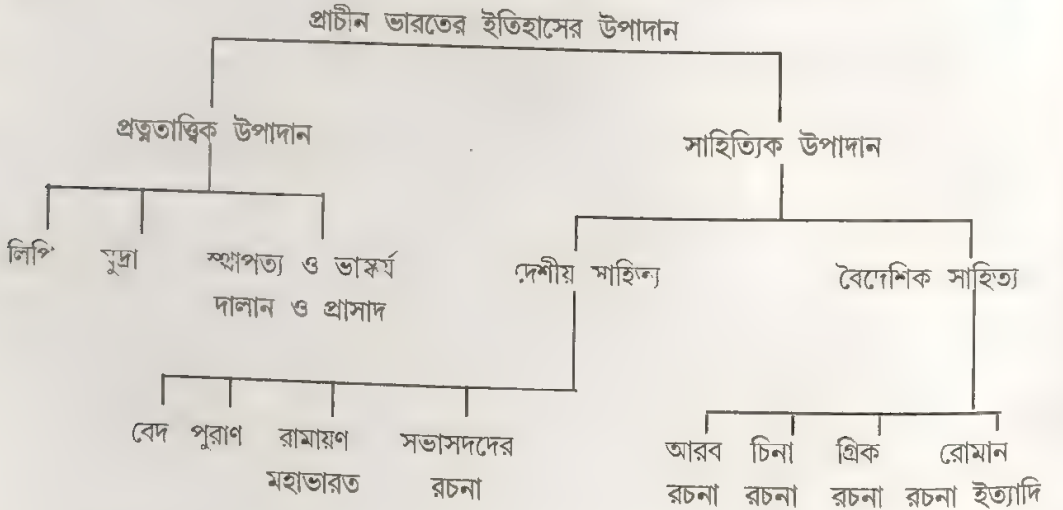 প্রাচীন ভারতের ইতিহাসের উপাদান
প্রত্নতাত্ত্বিক উপাদান
সাহিত্যিক উপাদান
লিপি মুদ্রা স্থাপত্য ও ভাস্কর্য দেশীয় সাহিত্য বৈদেশিক সাহিত্য
দালান ও প্রাসাদ
বেদ পুরাণ রামায়ণ সভাসদদের আরব চিনা গ্রিক রোমান
মহাভারত রচনা রচনা রচনা রচনা রচনা ইত্যাদি